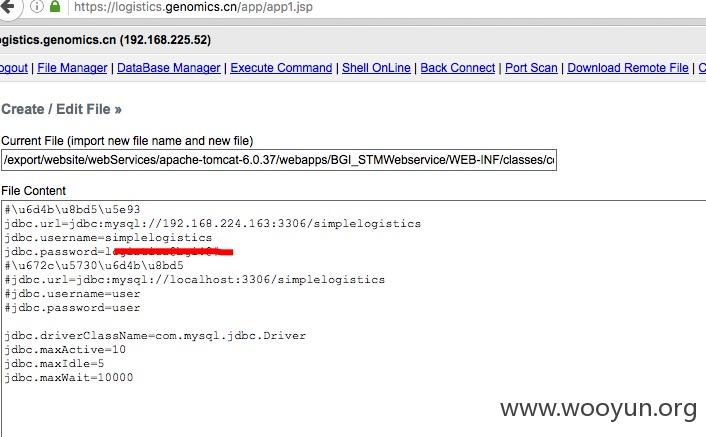 https://logistics.genomics.cn/app/app1.jsp
ogistics.genomics.cn (192.168.225.52)
ogout | File Manager | DataBase Manager | Execute Command | Shell OnLine | Back Connect | Port Scan | Download Remote File | C
Create / Edit File »
Current File (import new file name and new file)
/export/website/webServices/apache-tomcat-6.0.37/webapps/BGI_STMWebservice/WEB-INF/classes/c
File Content
#\u6d4b\u8bd5\u5e93
jdbc.url=jdbc:mysql://192.168.224.163:3306/simplelogistics
jdbc.username=simplelogistics
jdbc.password=
#\u672c\u5730\u6d4b\u8bd5
#jdbc.url=jdbc:mysql://localhost:3306/simplelogistics
#jdbc.username=user
#jdbc.password=user
jdbc.driverClassName=com.mysql.jdbc.Driver
jdbc.maxActive=10
jdbc.maxIdle=5
jdbc.maxWait=10000
www.wooyun.org